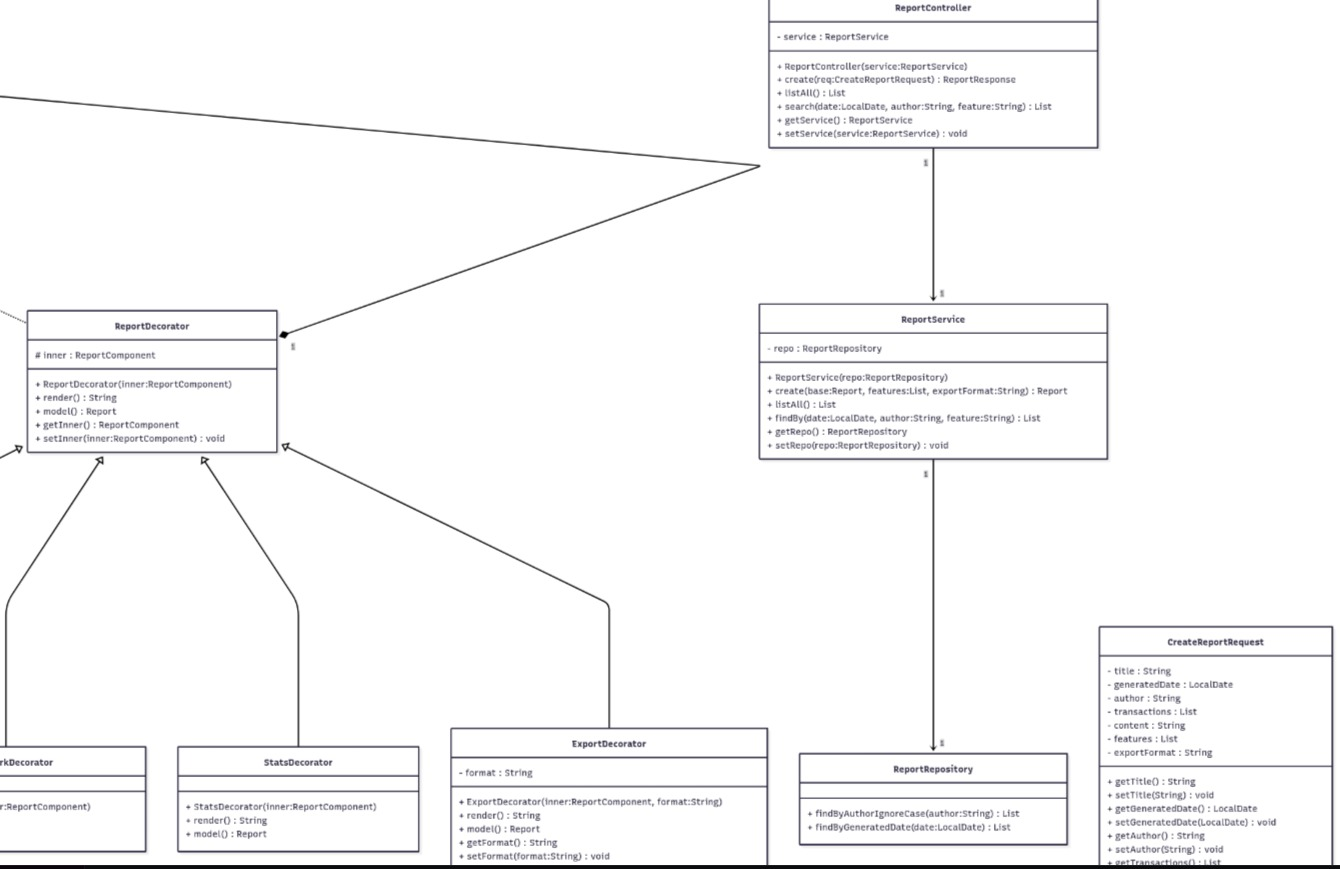 ReportController
- service : ReportService
+ ReportController(service:ReportService)
+ create(req:CreateReportRequest) : ReportResponse
+ listAll() : List
+ search(date:LocalDate, author:String, feature:String) : List
+ getService() : ReportService
+ setService(service:ReportService) : void
ReportDecorator
# inner : ReportComponent
+ ReportDecorator(inner:ReportComponent)
+ render() : String
+ model() : Report
+ getInner() : ReportComponent
+ setInner(inner:ReportComponent) : void
ReportService
- repo : ReportRepository
+ ReportService(repo:ReportRepository)
+ create(base:Report, features:List, exportFormat:String) : Report
+ listAll() : List
+ findBy(date:LocalDate, author:String, feature:String) : List
+ getRepo() : ReportRepository
+ setRepo(repo:ReportRepository) : void
rkDecorator
r:ReportComponent)
StatsDecorator
+ StatsDecorator(inner:ReportComponent)
+ render() : String
+ model() : Report
ExportDecorator
- format : String
+ ExportDecorator(inner:ReportComponent, format:String)
+ render() : String
+ model() : Report
+ getFormat() : String
+ setFormat(format:String) : void
ReportRepository
+ findByAuthorIgnoreCase(author:String) : List
+ findByGeneratedDate(date:LocalDate) : List
CreateReportRequest
- title : String
- generatedDate : LocalDate
- author : String
- transactions : List
- content : String
- features : List
- exportFormat : String
+ getTitle() : String
+ setTitle(String) : void
+ getGeneratedDate() : LocalDate
+ setGeneratedDate(LocalDate) : void
+ getAuthor() : String
+ setAuthor(String) : void
+ getTransactions() : List